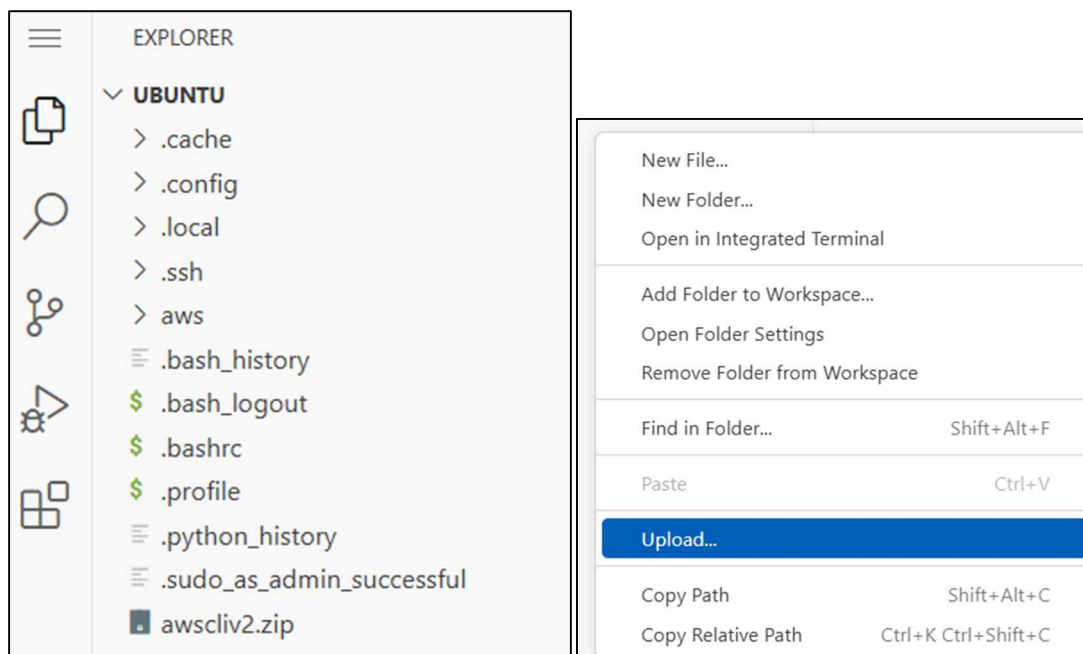 EXPLORER
UBUNTU
.cache
.config
.local
.ssh
aws
.bash_history
$ .bash_logout
$ .bashrc
$ .profile
.python_history
.sudo_as_admin_successful
awscliv2.zip
New File...
New Folder...
Open in Integrated Terminal
Add Folder to Workspace...
Open Folder Settings
Remove Folder from Workspace
Find in Folder... Shift+Alt+F
Paste Ctrl+V
Upload...
Copy Path Shift+Alt+C
Copy Relative Path Ctrl+K Ctrl+Shift+C